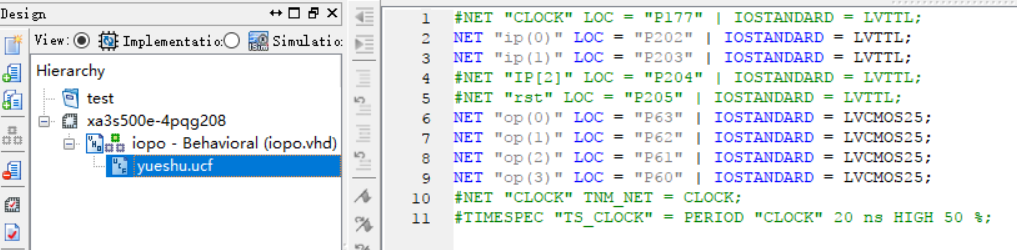 Design
View: Implementatio: Simulatio:
Hierarchy
test
xa3s500e-4pqg208
iopo - Behavioral (iopo.vhd)
yueshu.ucf
1 #NET "CLOCK" LOC = "P177" | IOSTANDARD = LVTTL;
2 NET "ip(0)" LOC = "P202" | IOSTANDARD = LVTTL;
3 NET "ip(1)" LOC = "P203" | IOSTANDARD = LVTTL;
4 #NET "IP[2]" LOC = "P204" | IOSTANDARD = LVTTL;
5 #NET "rst" LOC = "P205" | IOSTANDARD = LVTTL;
6 NET "op(0)" LOC = "P63" | IOSTANDARD = LVCMOS25;
7 NET "op(1)" LOC = "P62" | IOSTANDARD = LVCMOS25;
8 NET "op(2)" LOC = "P61" | IOSTANDARD = LVCMOS25;
9 NET "op(3)" LOC = "P60" | IOSTANDARD = LVCMOS25;
10 #NET "CLOCK" TNM_NET = CLOCK;
11 #TIMESPEC "TS_CLOCK" = PERIOD "CLOCK" 20 ns HIGH 50 %;